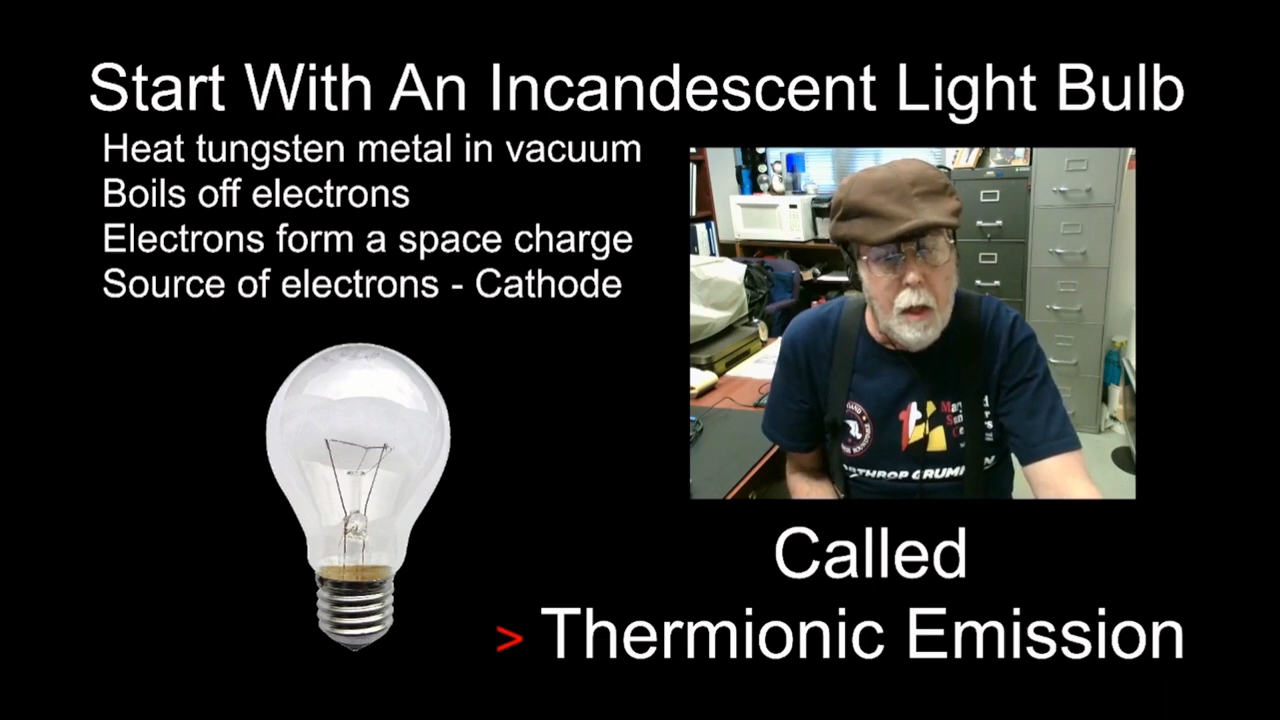 Start With An Incandescent Light Bulb
Heat tungsten metal in vacuum
Boils off electrons
Electrons form a space charge
Source of electrons - Cathode
Called
> Thermionic Emission